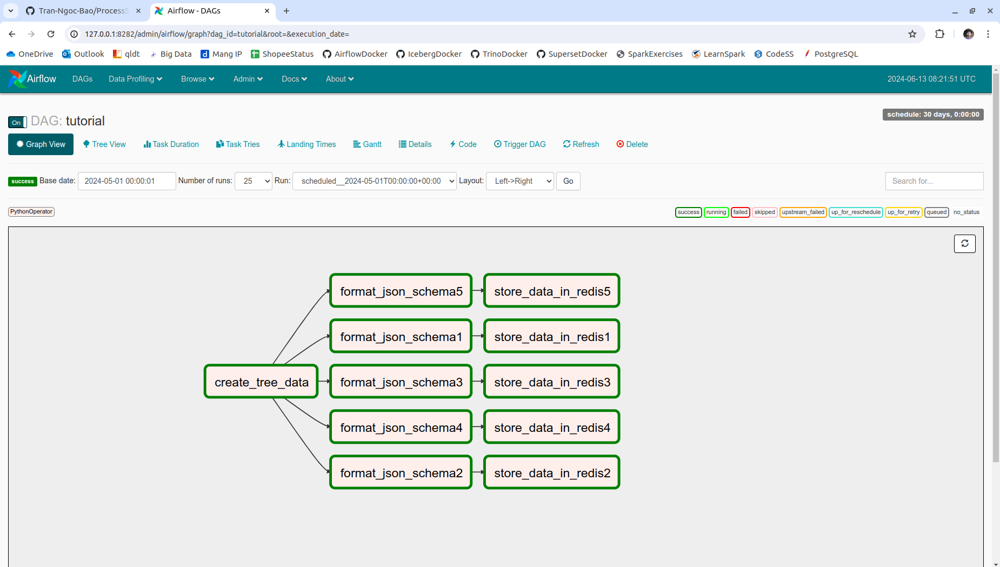 Tran-Ngoc-Bao/ProcessS
Airflow - DAGs
127.0.0.1:8282/admin/airflow/graph?dag_id=tutorial&root=&execution_date=
OneDrive Outlook qldt Big Data Mang IP ShopeeStatus AirflowDocker IcebergDocker TrinoDocker SupersetDocker SparkExercises LearnSpark CodeSS PostgreSQL
Airflow DAGs Data Profiling Browse Admin Docs About 2024-06-13 08:21:51 UTC
On DAG: tutorial schedule: 30 days, 0:00:00
Graph View Tree View Task Duration Task Tries Landing Times Gantt Details Code Trigger DAG Refresh Delete
success Base date: 2024-05-01 00:00:01 Number of runs: 25 Run: scheduled__2024-05-01T00:00:00+00:00 Layout: Left->Right Go Search for...
PythonOperator success running failed skipped upstream_failed up_for_reschedule up_for_retry queued no_status
format_json_schema5 store_data_in_redis5
format_json_schema1 store_data_in_redis1
create_tree_data format_json_schema3 store_data_in_redis3
format_json_schema4 store_data_in_redis4
format_json_schema2 store_data_in_redis2